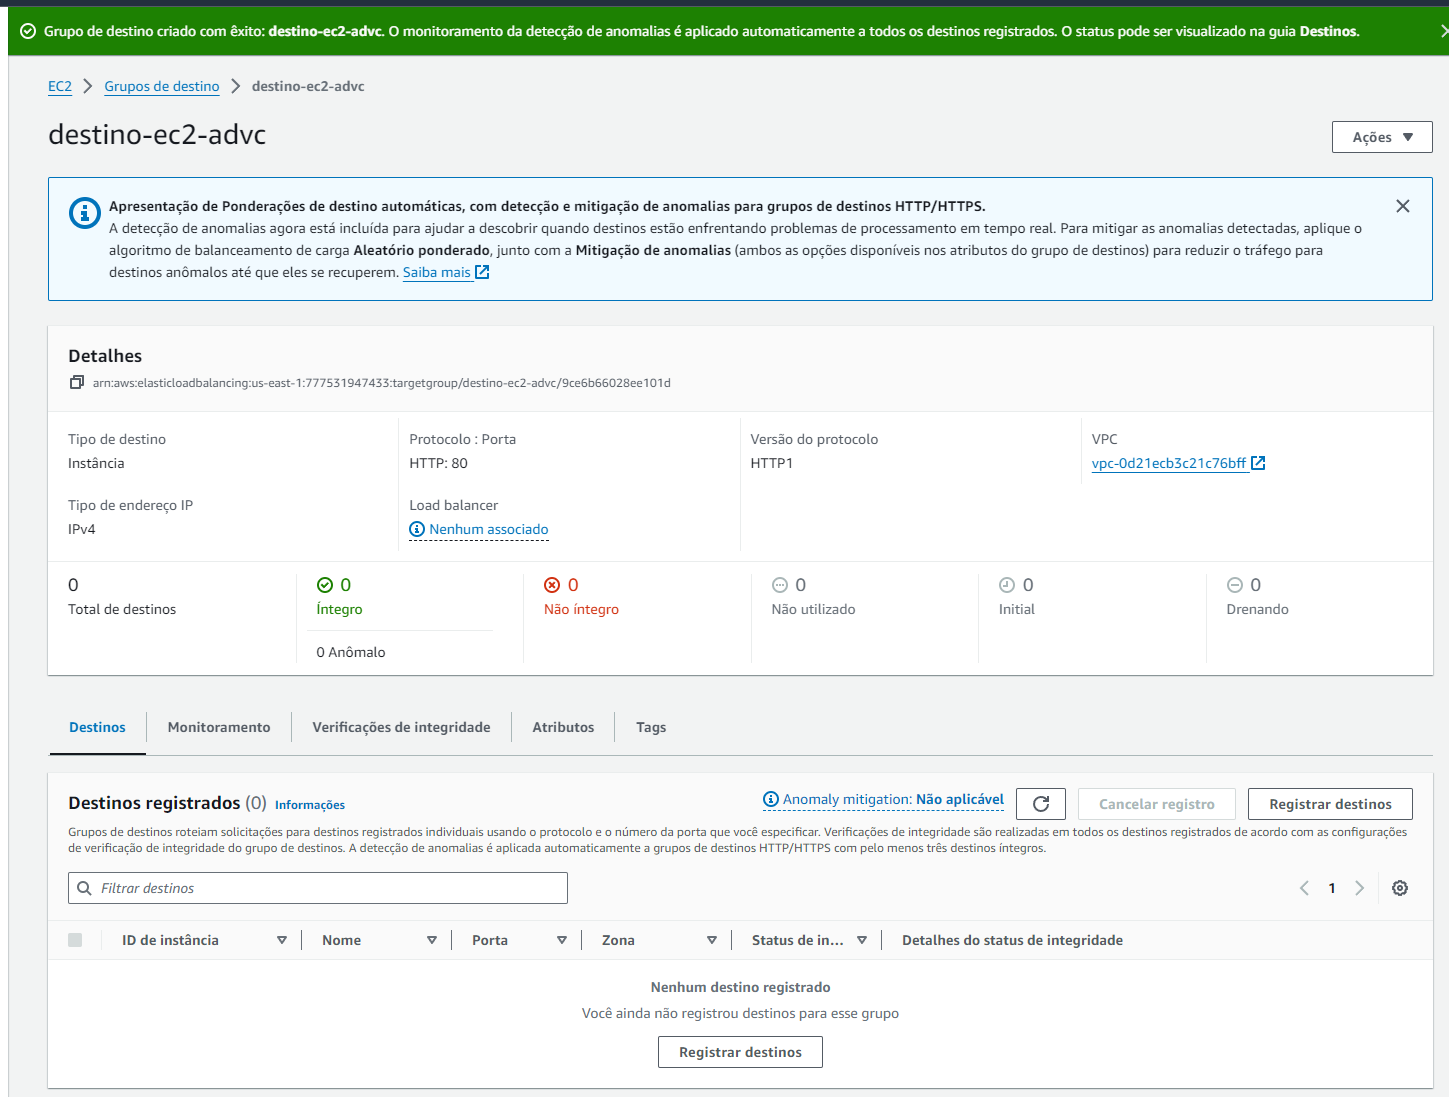 Grupo de destino criado com êxito: destino-ec2-advc. O monitoramento da detecção de anomalias é aplicado automaticamente a todos os destinos registrados. O status pode ser visualizado na guia Destinos.
EC2 > Grupos de destino > destino-ec2-advc
destino-ec2-advc
Ações
Apresentação de Ponderações de destino automáticas, com detecção e mitigação de anomalias para grupos de destinos HTTP/HTTPS.
A detecção de anomalias agora está incluída para ajudar a descobrir quando destinos estão enfrentando problemas de processamento em tempo real. Para mitigar as anomalias detectadas, aplique o
algoritmo de balanceamento de carga Aleatório ponderado, junto com a Mitigação de anomalias (ambos as opções disponíveis nos atributos do grupo de destinos) para reduzir o tráfego para
destinos anômalos até que eles se recuperem. Saiba mais
Detalhes
arn:aws:elasticloadbalancing:us-east-1:777531947433:targetgroup/destino-ec2-advc/9ce6b66028ee101d
Tipo de destino
Instância
Protocolo : Porta
HTTP: 80
Versão do protocolo
HTTP1
VPC
vpc-0d21ecb3c21c76bff
Tipo de endereço IP
IPv4
Load balancer
Nenhum associado
0
Total de destinos
0
Íntegro
0 Anômalo
0
Não íntegro
0
Não utilizado
0
Initial
0
Drenando
Destinos
Monitoramento
Verificações de integridade
Atributos
Tags
Destinos registrados (0) Informações
Anomaly mitigation: Não aplicável
Cancelar registro
Registrar destinos
Grupos de destinos roteiam solicitações para destinos registrados individuais usando o protocolo e o número da porta que você especificar. Verificações de integridade são realizadas em todos os destinos registrados de acordo com as configurações
de verificação de integridade do grupo de destinos. A detecção de anomalias é aplicada automaticamente a grupos de destinos HTTP/HTTPS com pelo menos três destinos íntegros.
Filtrar destinos
1
ID de instância
Nome
Porta
Zona
Status de in...
Detalhes do status de integridade
Nenhum destino registrado
Você ainda não registrou destinos para esse grupo
Registrar destinos